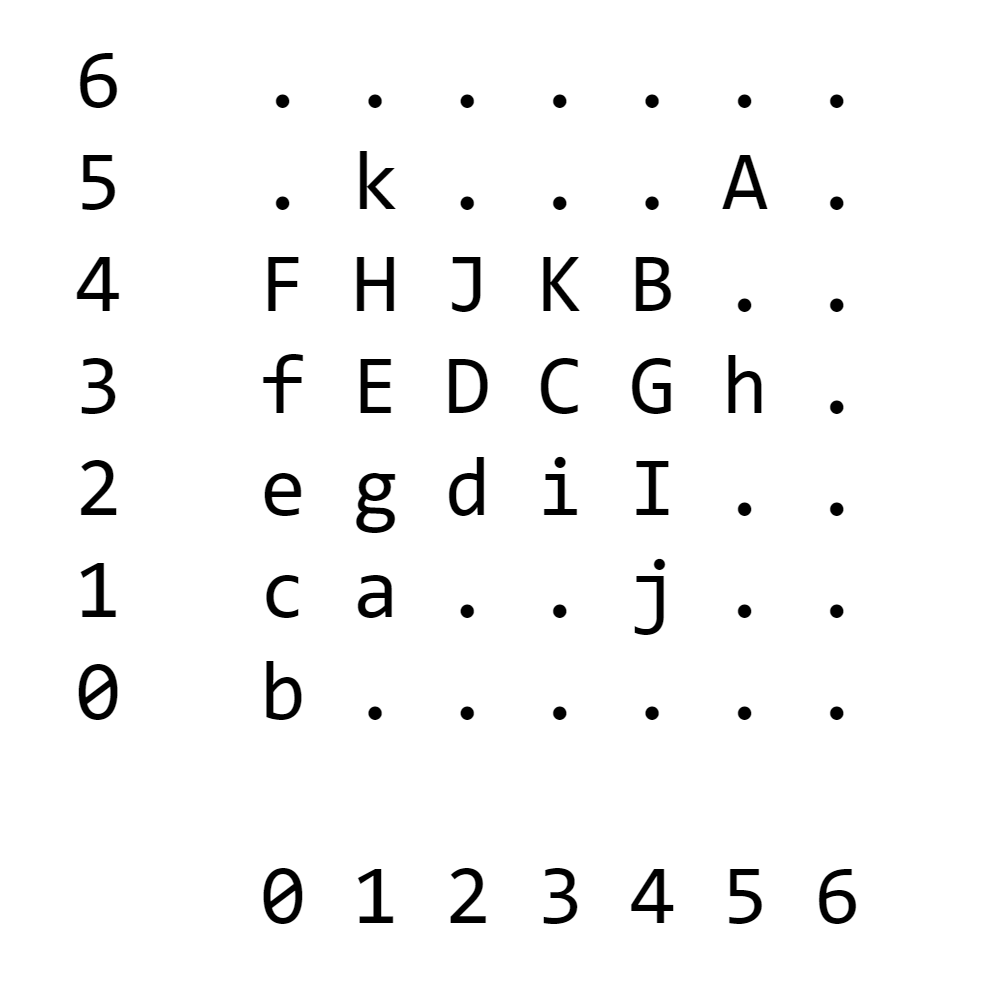 6 . . . . . . .
5 . k . . . A .
4 F H J K B . .
3 f E D C G h .
2 e g d i I . .
1 c a . . j . .
0 b . . . . . .
0 1 2 3 4 5 6